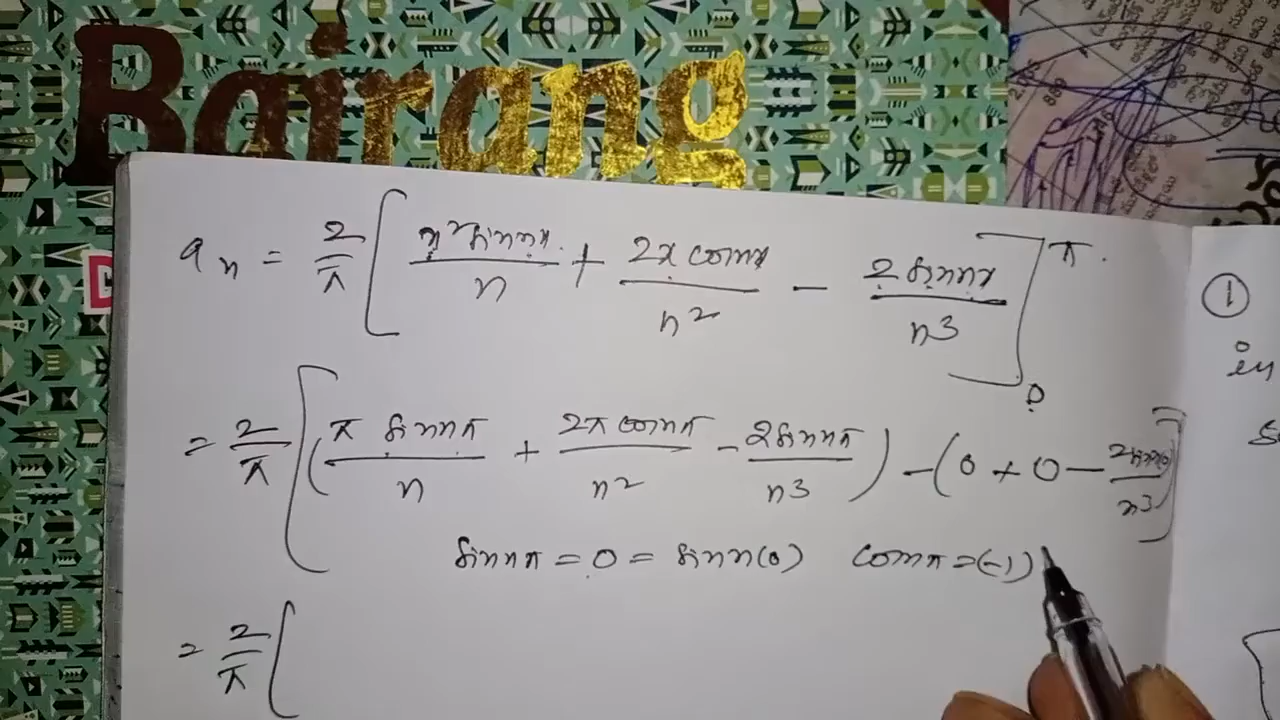 Bajrang
aₙ = 2/π [ x² sin nx / n + 2x cos nx / n² − 2 sin nx / n³ ]₀^π
①
in
= 2/π [ ( π sin nπ / n + 2π cos nπ / n² − 2 sin nπ / n³ ) − ( 0 + 0 − 2 sin n(0) / n³ ) ]
sin nπ = 0 = sin n(0) cos nπ = (-1)
= 2/π [